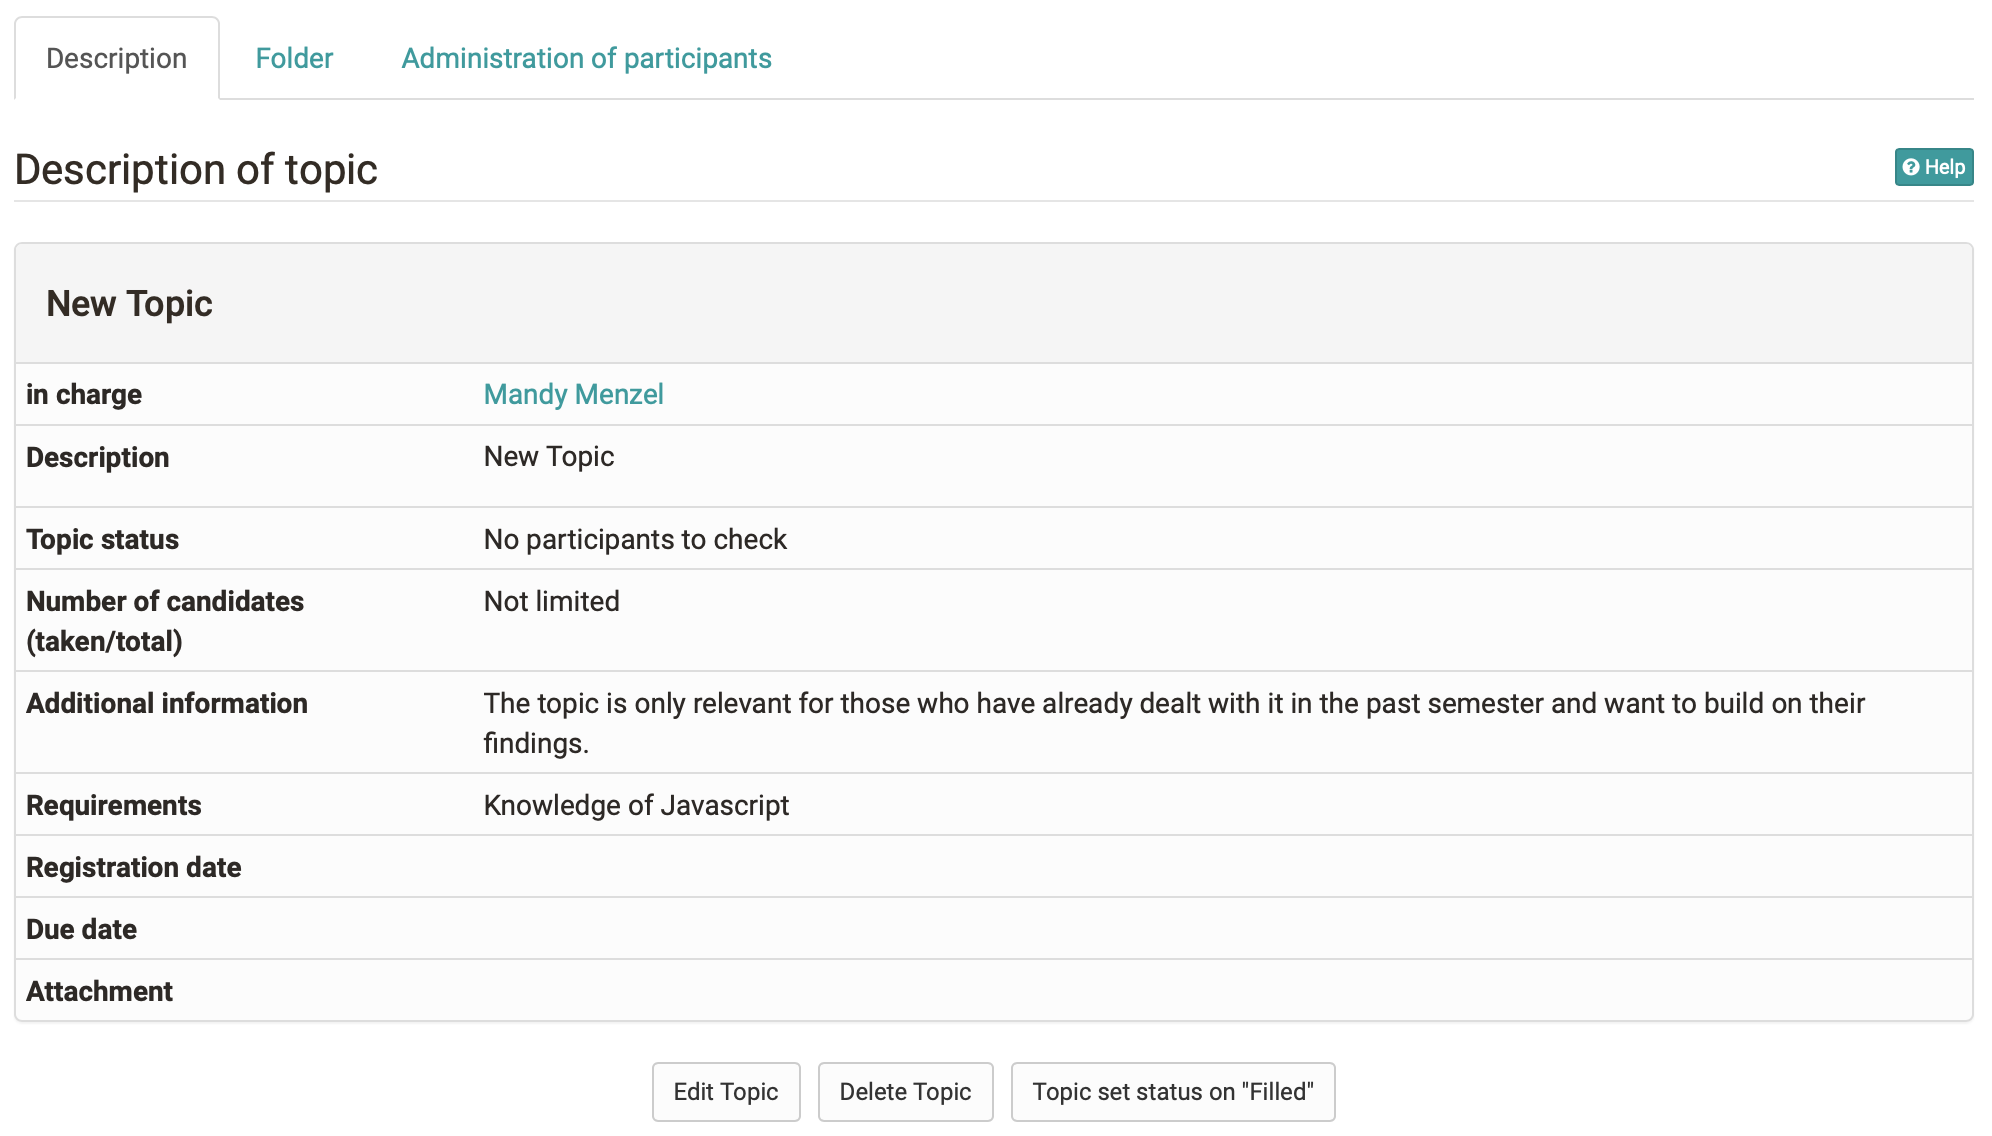 Description Folder Administration of participants
Description of topic
Help
New Topic
in charge Mandy Menzel
Description New Topic
Topic status No participants to check
Number of candidates Not limited
(taken/total)
Additional information The topic is only relevant for those who have already dealt with it in the past semester and want to build on their
findings.
Requirements Knowledge of Javascript
Registration date
Due date
Attachment
Edit Topic Delete Topic Topic set status on "Filled"